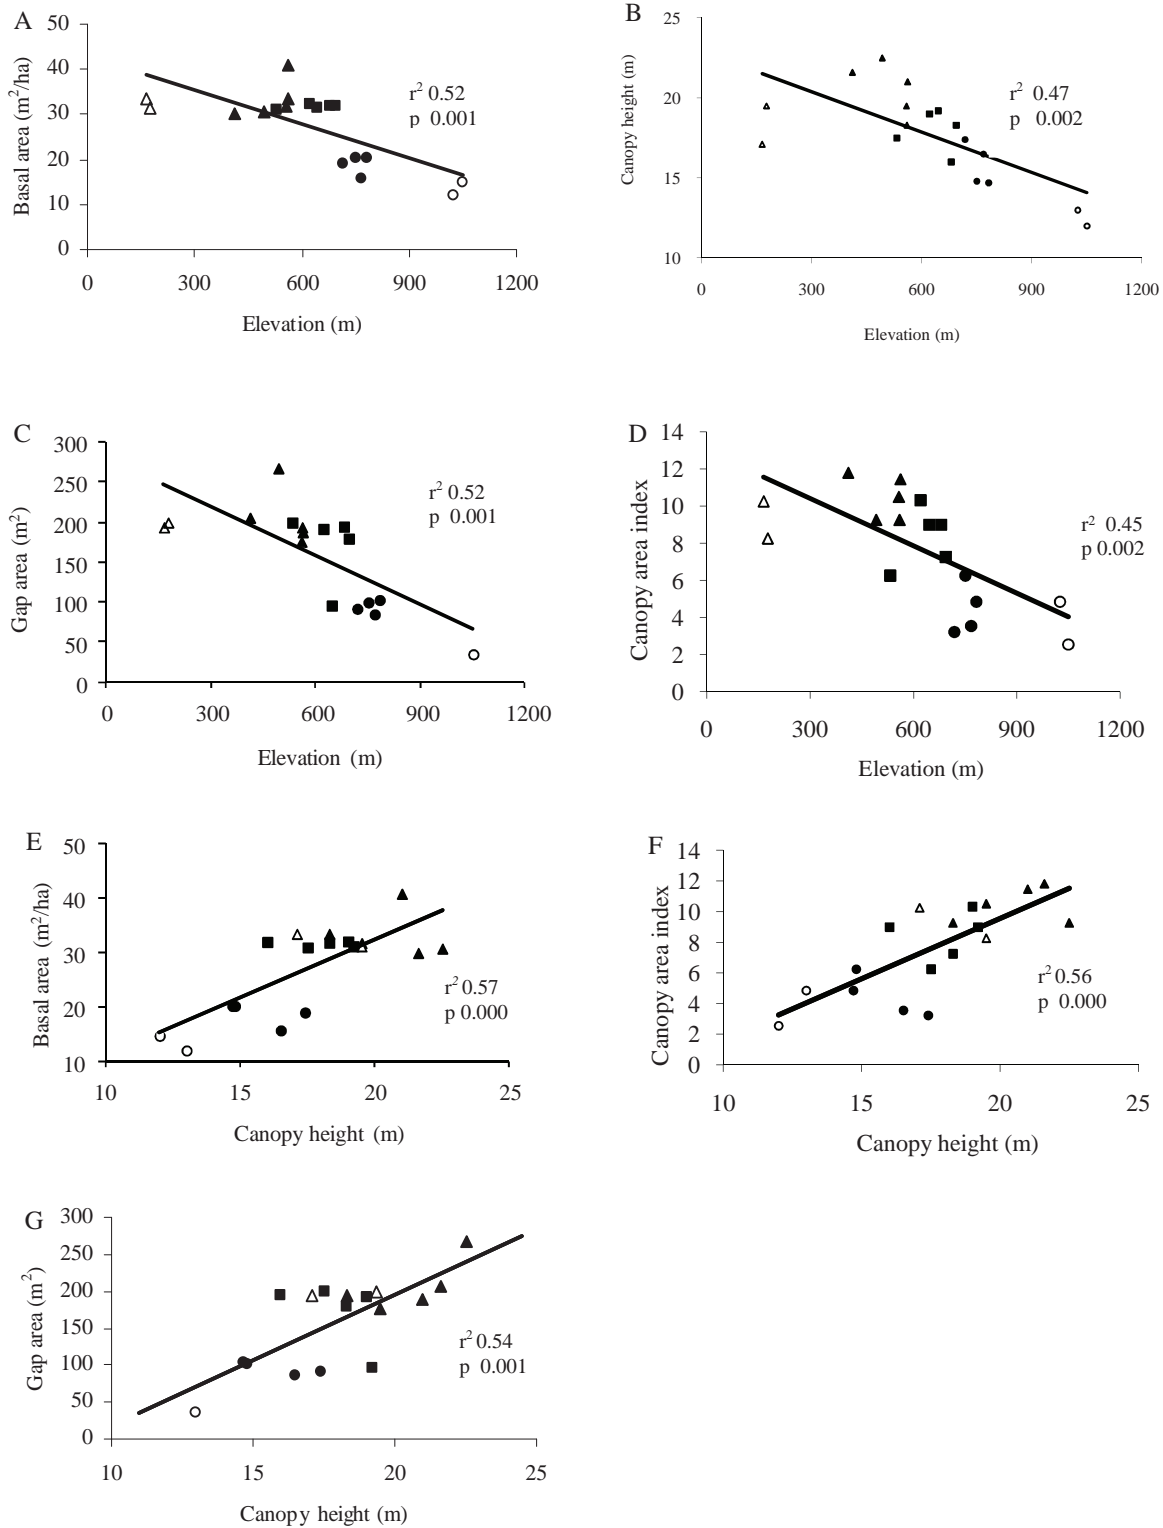 A
Basal area (m²/ha)
50
40
30
20
10
0
r² 0.52
p 0.001
0 300 600 900 1200
Elevation (m)
B
Canopy height (m)
25
20
15
10
r² 0.47
p 0.002
0 300 600 900 1200
Elevation (m)
C
Gap area (m²)
300
250
200
150
100
50
0
r² 0.52
p 0.001
0 300 600 900 1200
Elevation (m)
D
Canopy area index
14
12
10
8
6
4
2
0
r² 0.45
p 0.002
0 300 600 900 1200
Elevation (m)
E
Basal area (m²/ha)
50
40
30
20
10
r² 0.57
p 0.000
10 15 20 25
Canopy height (m)
F
Canopy area index
14
12
10
8
6
4
2
0
r² 0.56
p 0.000
10 15 20 25
Canopy height (m)
G
Gap area (m²)
300
250
200
150
100
50
0
r² 0.54
p 0.001
10 15 20 25
Canopy height (m)